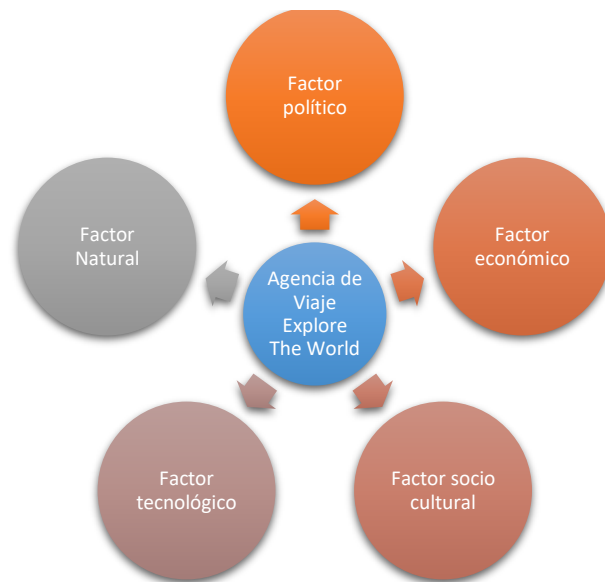 Factor
político
Factor
Natural
Factor
económico
Agencia de
Viaje
Explore
The World
Factor
tecnológico
Factor socio
cultural